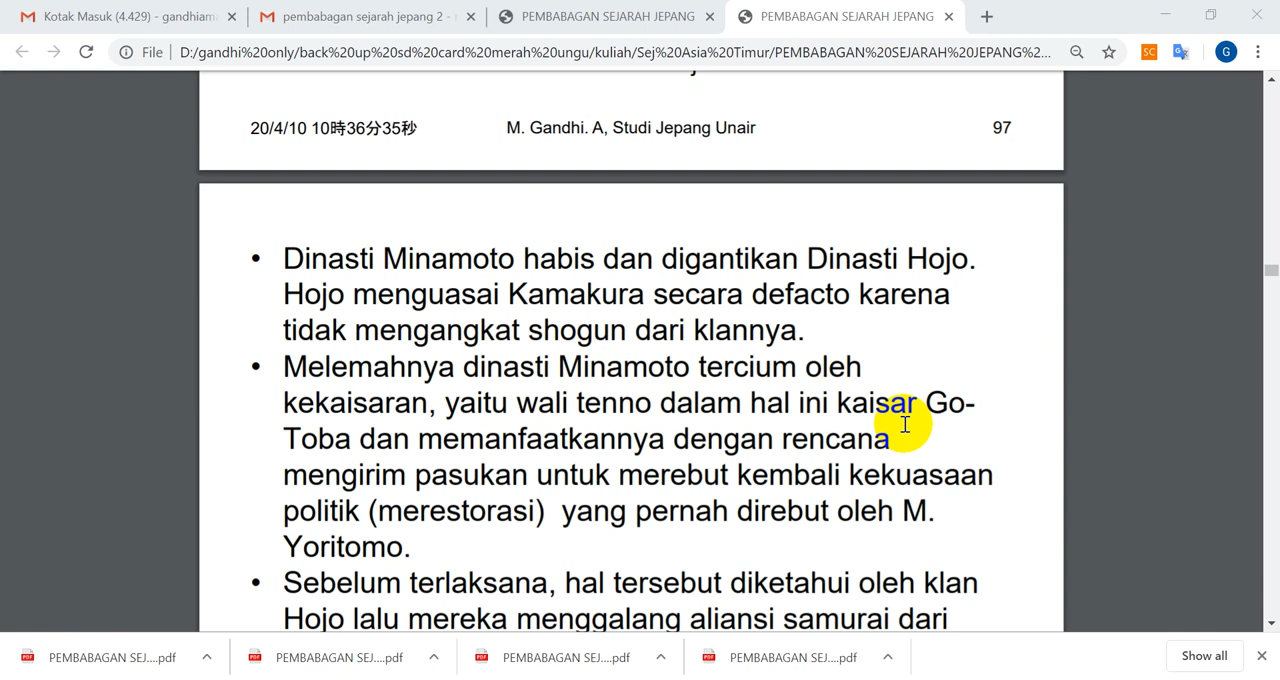 Kotak Masuk (4.429) - gandhiam
pembabagan sejarah jepang 2 -
PEMBABAGAN SEJARAH JEPANG
PEMBABAGAN SEJARAH JEPANG
File | D:/gandhi%20only/back%20up%20sd%20card%20merah%20ungu/kuliah/Sej%20Asia%20Timur/PEMBABAGAN%20SEJARAH%20JEPANG%2...
SC
G
20/4/10 10時36分35秒 M. Gandhi. A, Studi Jepang Unair 97
• Dinasti Minamoto habis dan digantikan Dinasti Hojo.
Hojo menguasai Kamakura secara defacto karena
tidak mengangkat shogun dari klannya.
• Melemahnya dinasti Minamoto tercium oleh
kekaisaran, yaitu wali tenno dalam hal ini kaisar Go-
Toba dan memanfaatkannya dengan rencana
mengirim pasukan untuk merebut kembali kekuasaan
politik (merestorasi) yang pernah direbut oleh M.
Yoritomo.
• Sebelum terlaksana, hal tersebut diketahui oleh klan
Hojo lalu mereka menggalang aliansi samurai dari
PEMBABAGAN SEJ....pdf
PEMBABAGAN SEJ....pdf
PEMBABAGAN SEJ....pdf
PEMBABAGAN SEJ....pdf
Show all